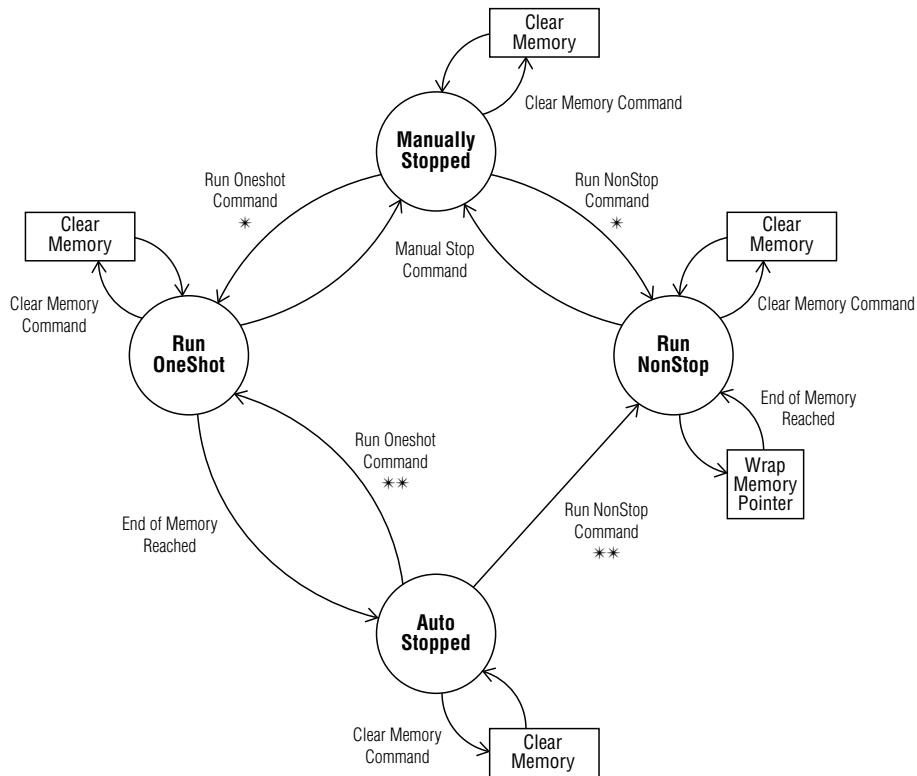 Clear
Memory
Clear Memory Command
Manually
Stopped
Run Oneshot
Command
✴
Run NonStop
Command
✴
Clear
Memory
Manual Stop
Command
Clear
Memory
Clear Memory
Command
Clear Memory Command
Run
OneShot
Run
NonStop
End of Memory
Reached
Run Oneshot
Command
✴✴
Wrap
Memory
Pointer
End of Memory
Reached
Run NonStop
Command
✴✴
Auto
Stopped
Clear Memory
Command
Clear
Memory